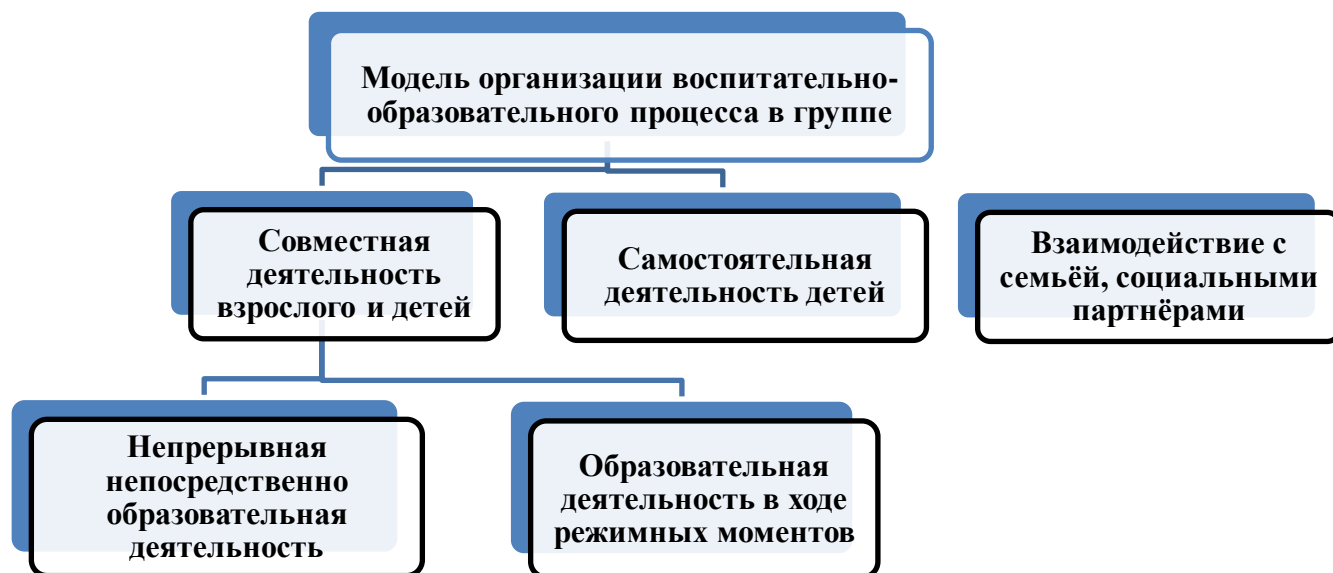 Модель организации воспитательно-
образовательного процесса в группе
Совместная
деятельность
взрослого и детей
Самостоятельная
деятельность детей
Взаимодействие с
семьёй, социальными
партнёрами
Непрерывная
непосредственно
образовательная
деятельность
Образовательная
деятельность в ходе
режимных моментов